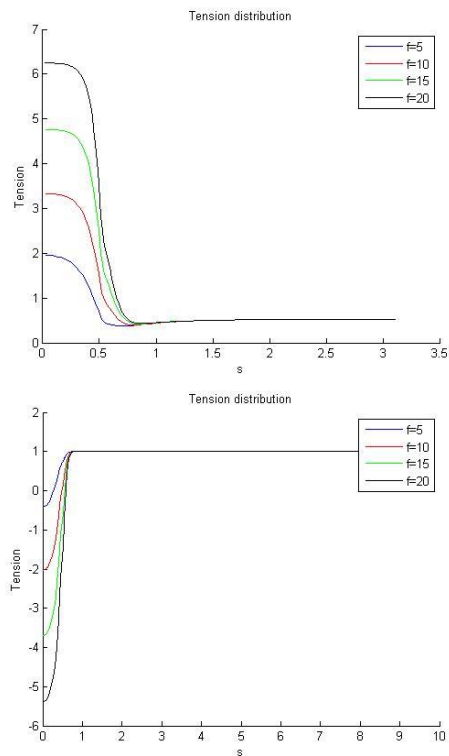 Tension distribution
7
f=5
f=10
f=15
f=20
6
5
4
Tension
3
2
1
0
0 0.5 1 1.5 2 2.5 3 3.5
s
Tension distribution
2
f=5
f=10
f=15
f=20
1
0
-1
Tension
-2
-3
-4
-5
-6
0 1 2 3 4 5 6 7 8 9 10
s